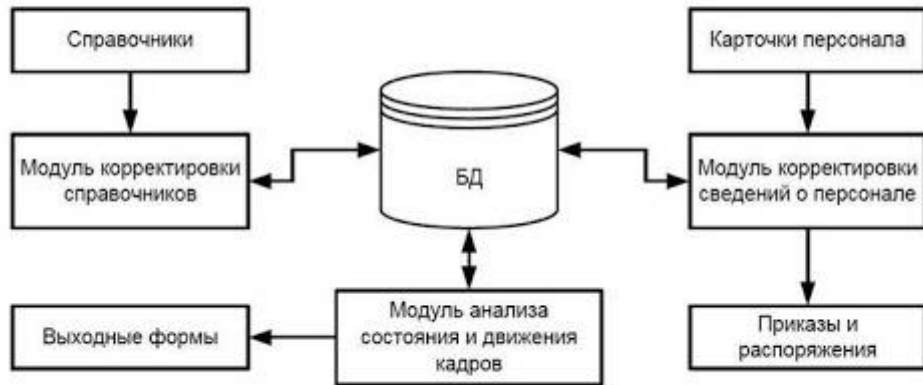 Справочники
Карточки персонала
Модуль корректировки
справочников
БД
Модуль корректировки
сведений о персонале
Выходные формы
Модуль анализа
состояния и движения
кадров
Приказы и
распоряжения